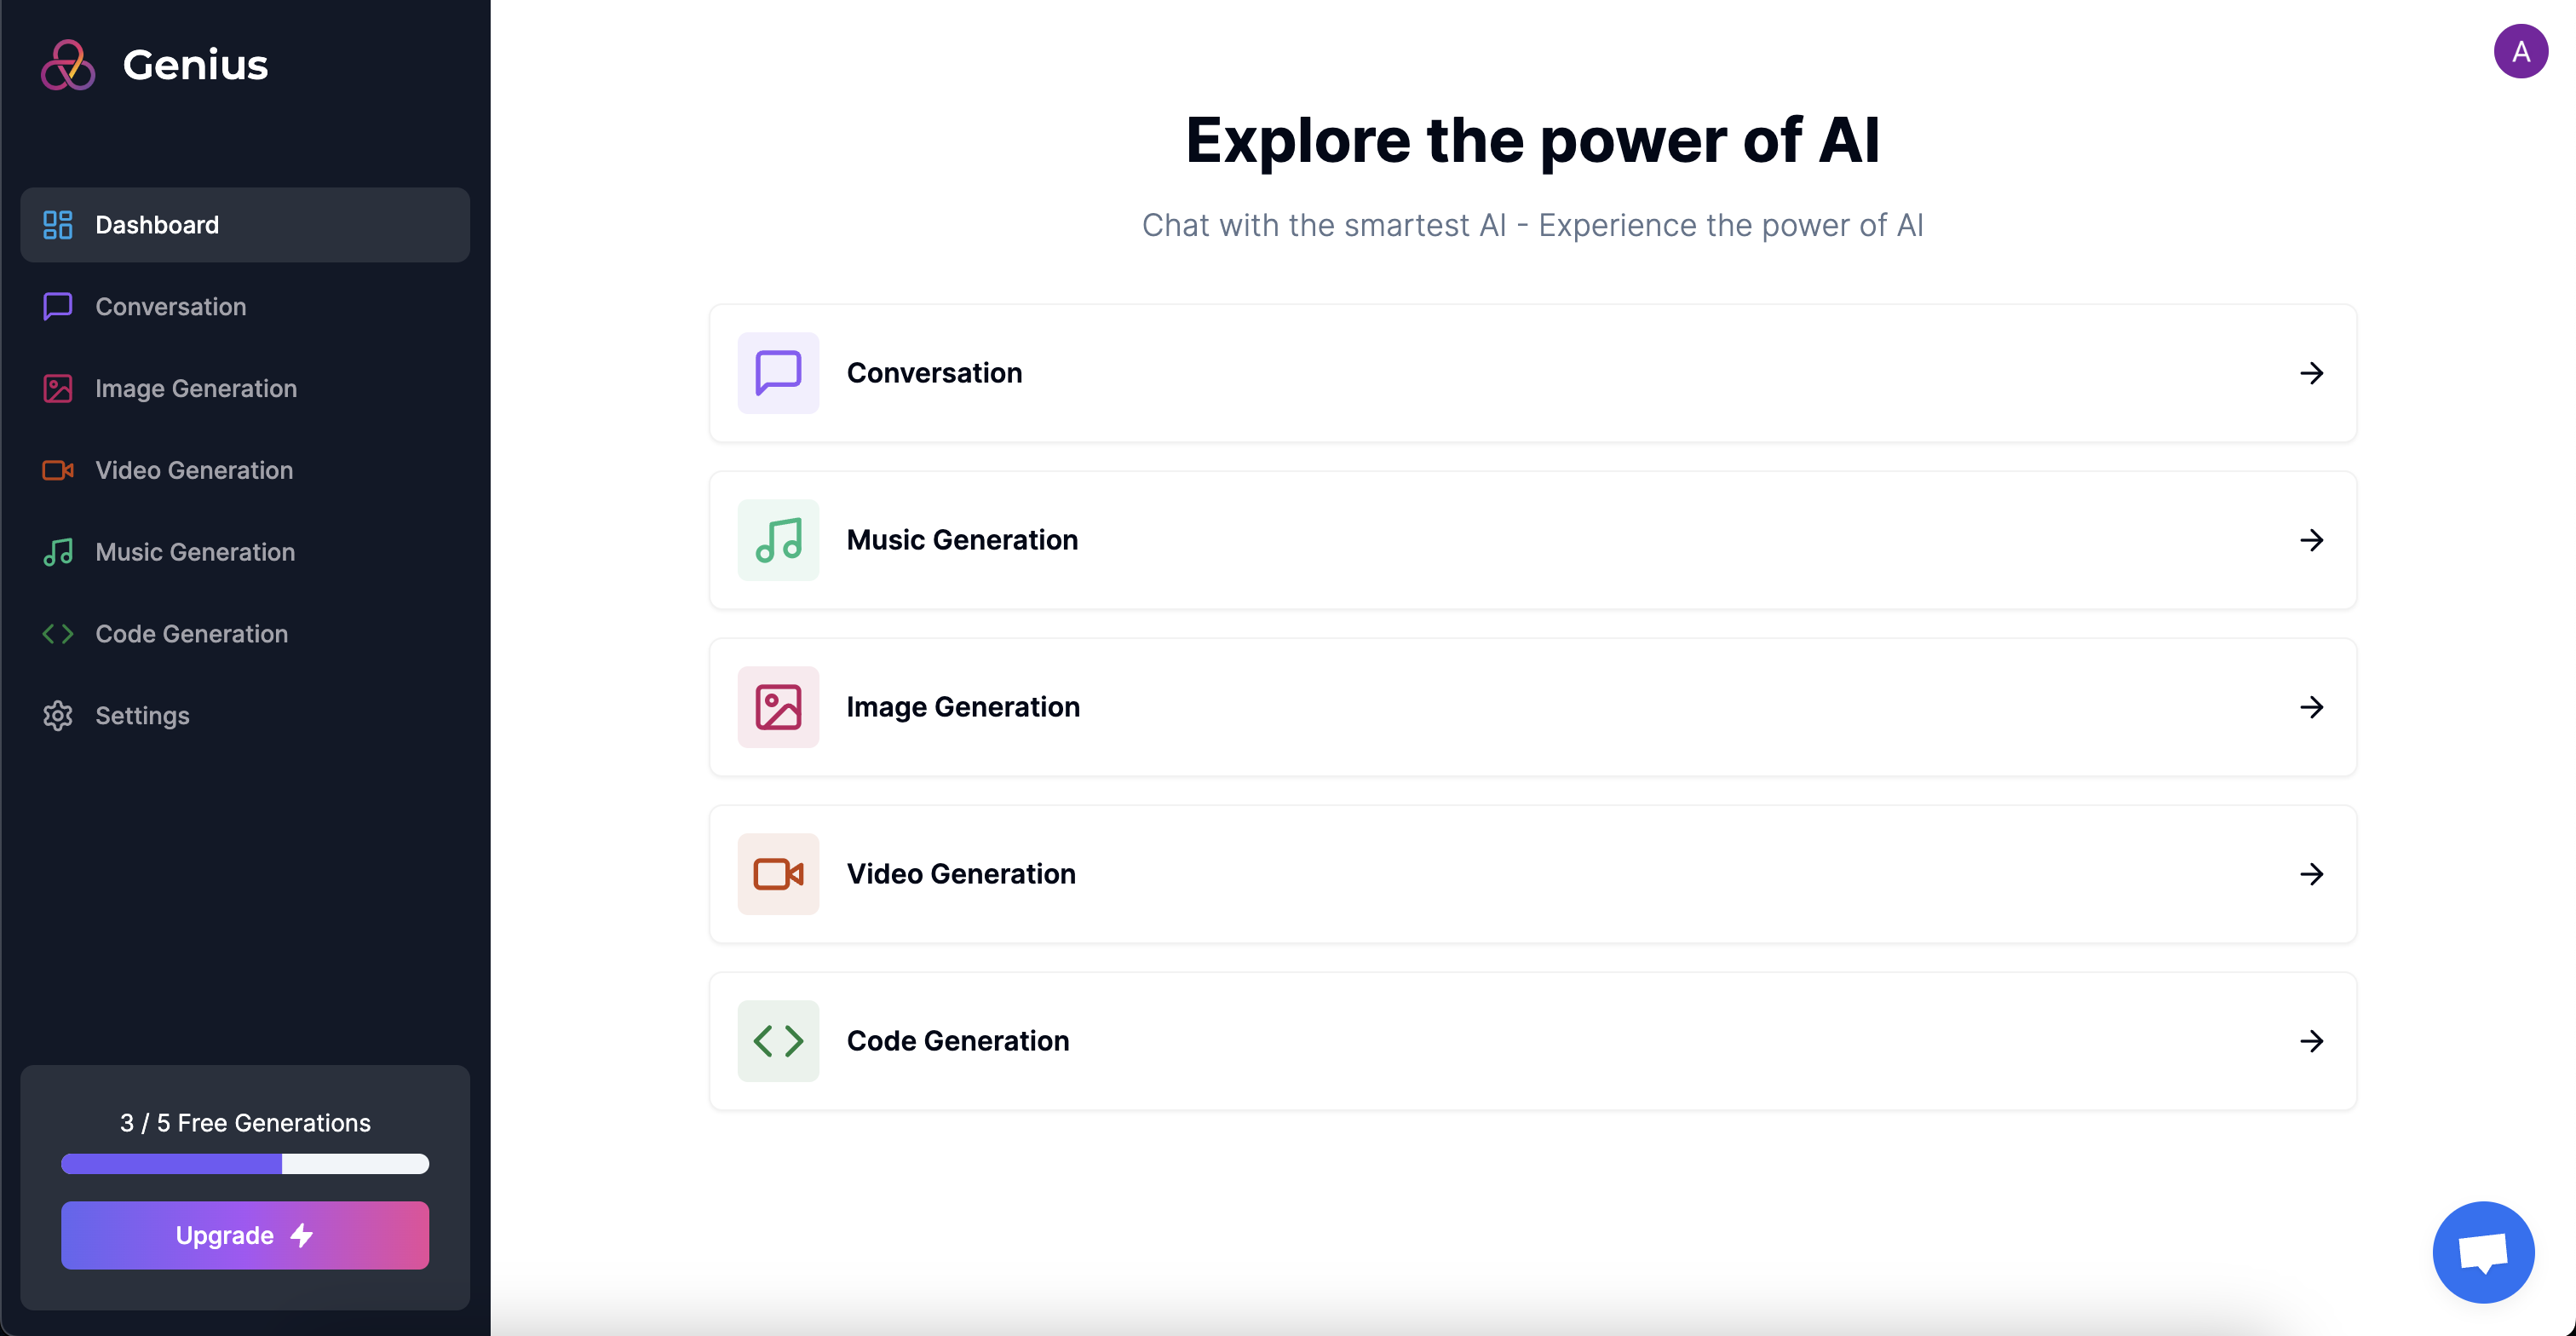 Genius
Dashboard
Conversation
Image Generation
Video Generation
Music Generation
Code Generation
Settings
3 / 5 Free Generations
Upgrade
A
Explore the power of AI
Chat with the smartest AI - Experience the power of AI
Conversation
Music Generation
Image Generation
Video Generation
Code Generation